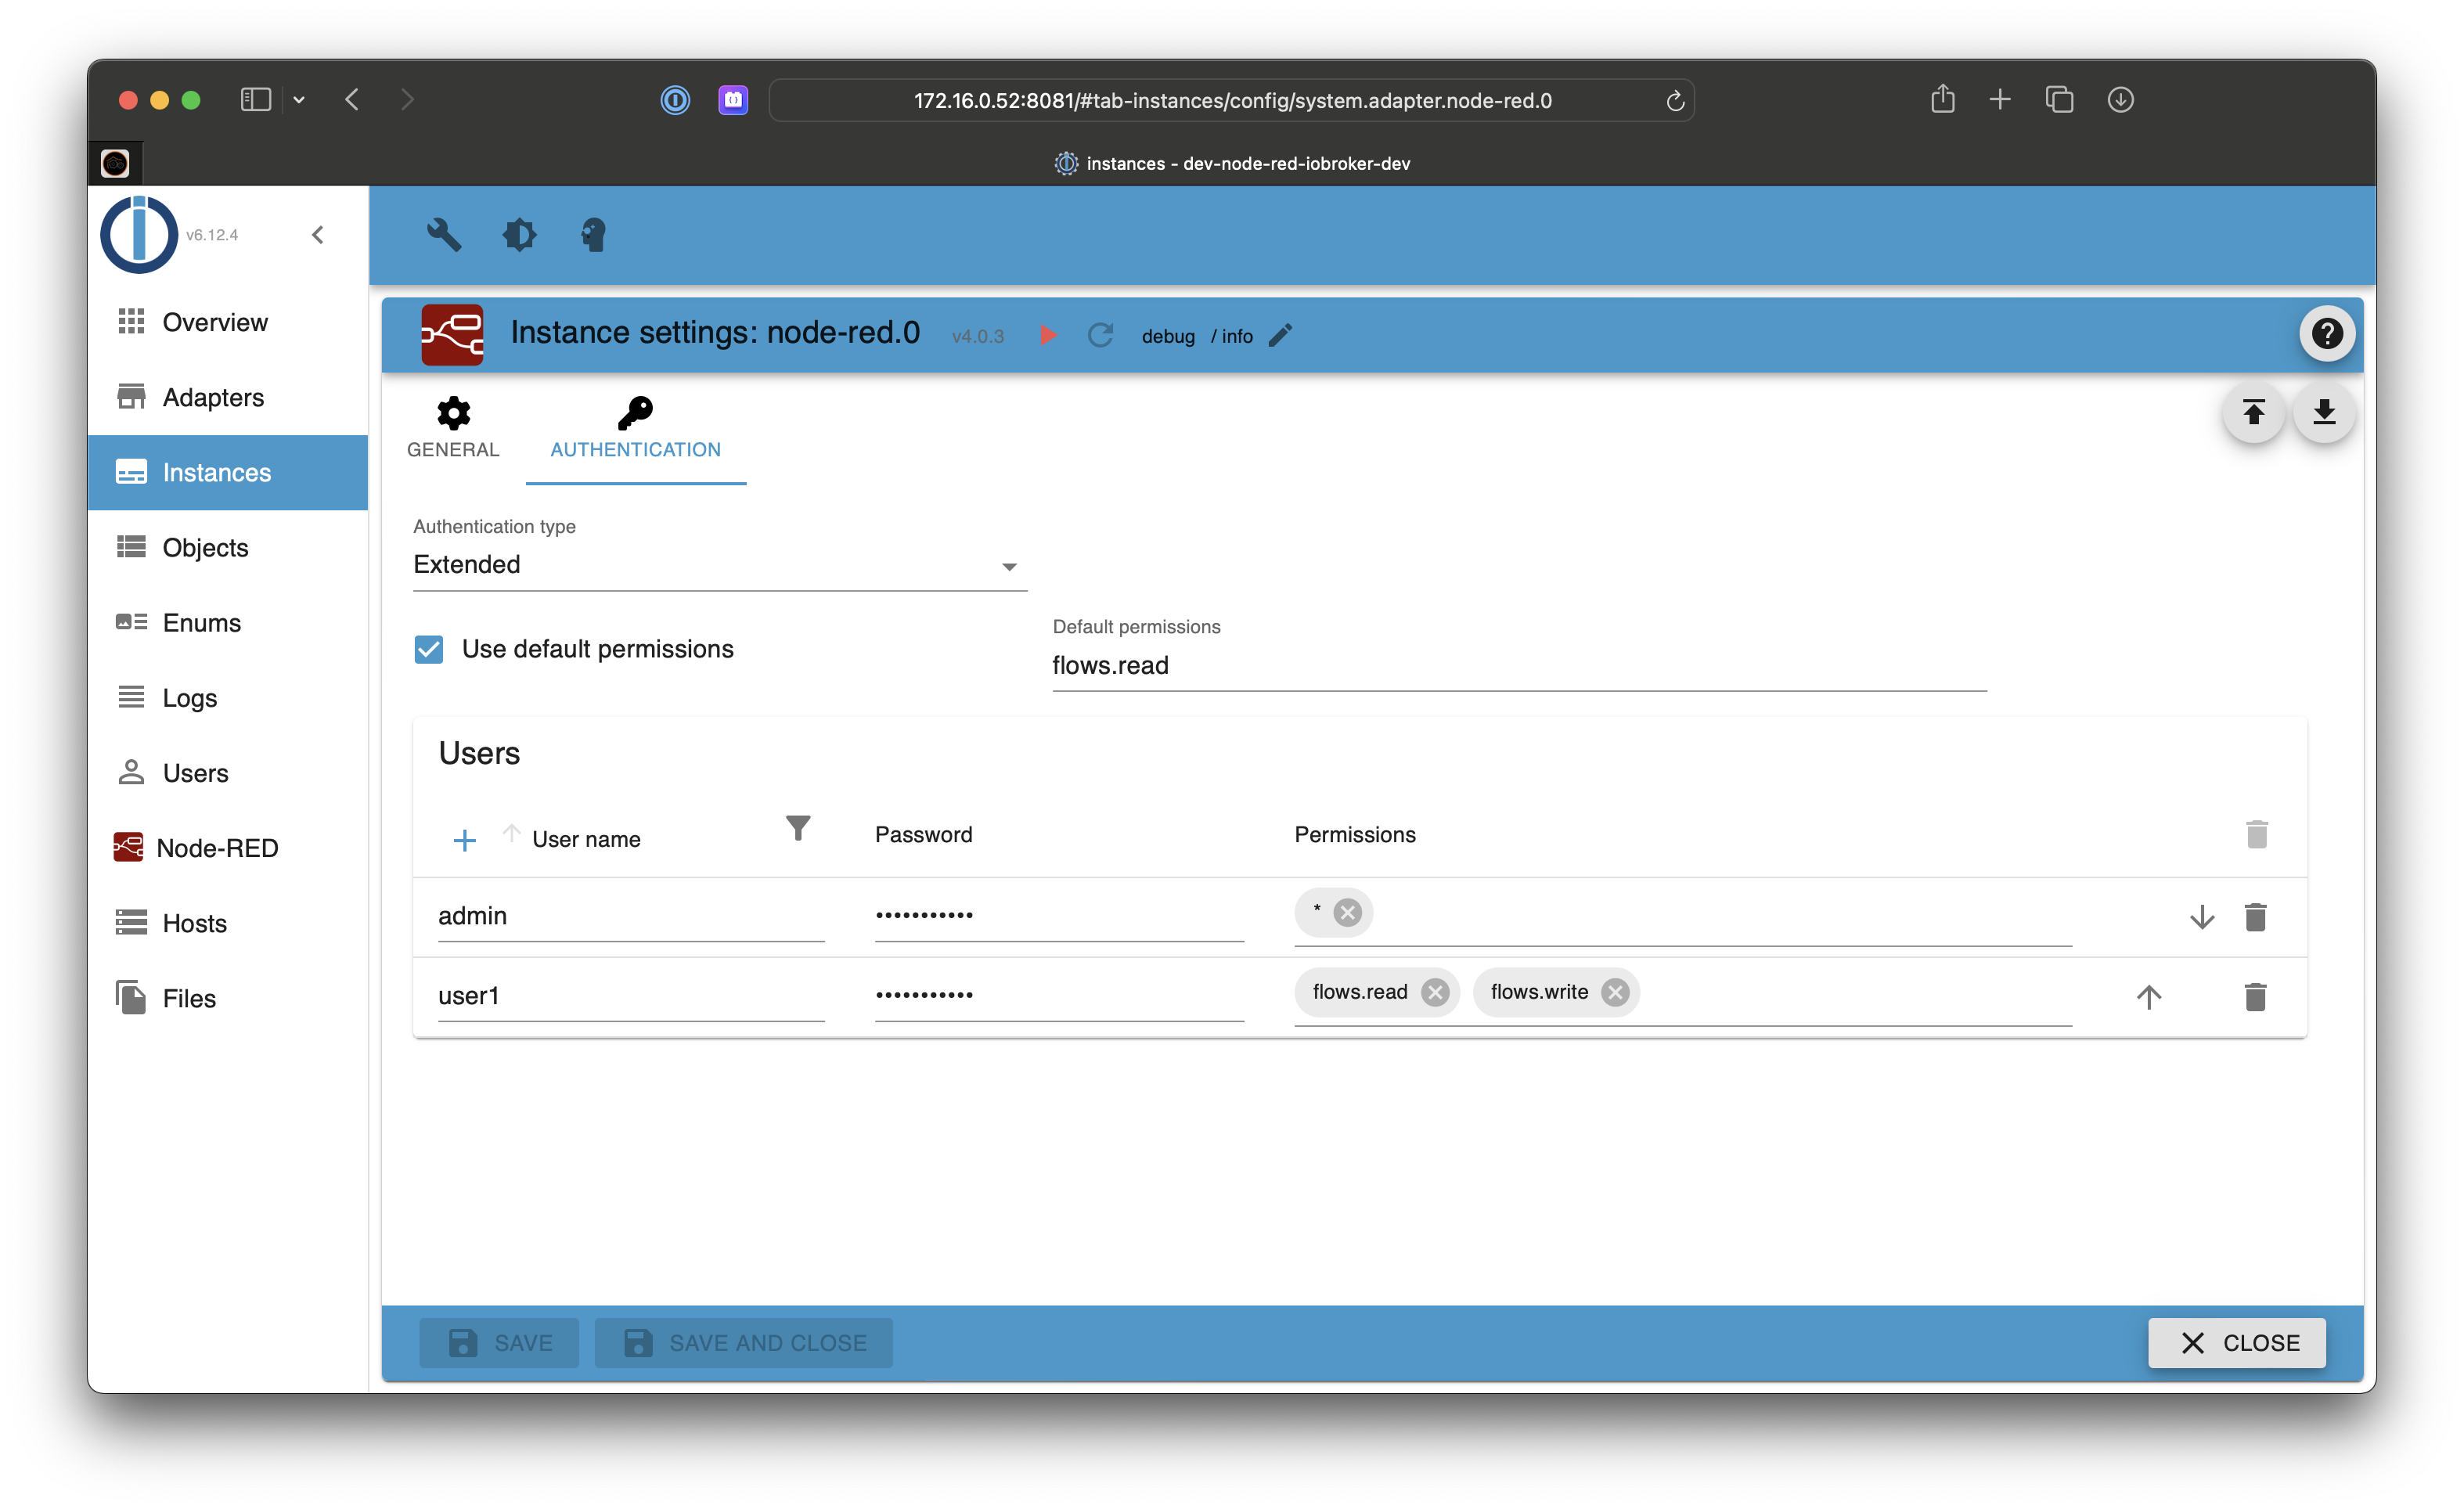 172.16.0.52:8081/#tab-instances/config/system.adapter.node-red.0
instances - dev-node-red-iobroker-dev
v6.12.4
Overview
Adapters
Instances
Objects
Enums
Logs
Users
Node-RED
Hosts
Files
Instance settings: node-red.0 v4.0.3 debug / info
GENERAL AUTHENTICATION
Authentication type
Extended
Use default permissions
Default permissions
flows.read
Users
User name Password Permissions
admin ••••••••••• *
user1 ••••••••••• flows.read flows.write
SAVE SAVE AND CLOSE CLOSE